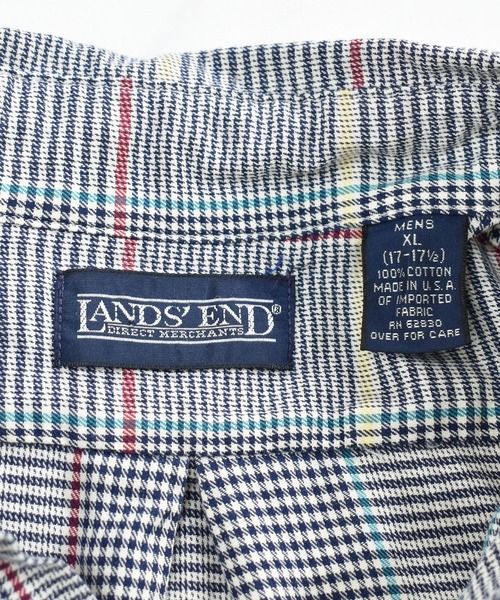 LANDS' END®
DIRECT MERCHANTS
MENS
XL
(17-17½)
100% COTTON
MADE IN U.S.A.
OF IMPORTED
FABRIC
RN 62830
OVER FOR CARE